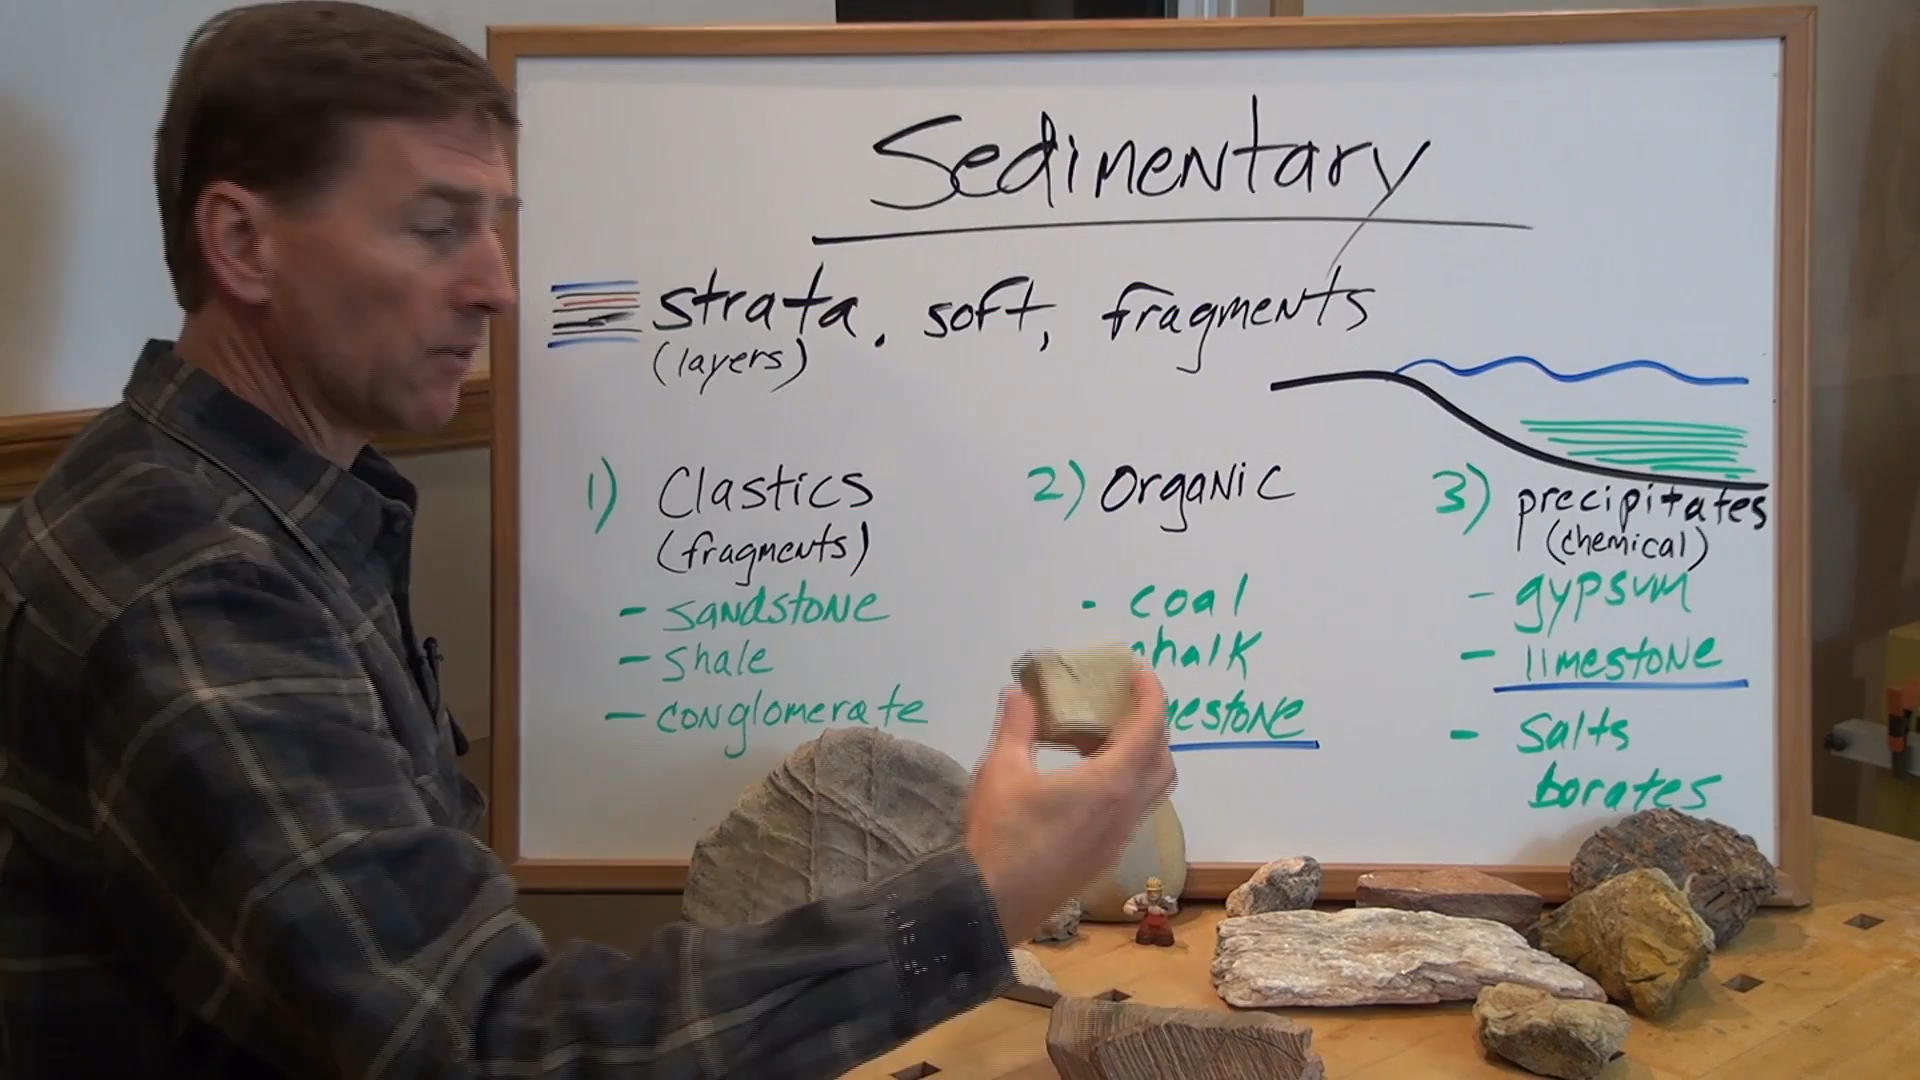 Sedimentary
strata, soft, fragments
(layers)
1) Clastics
(fragments)
- sandstone
- shale
- conglomerate
2) Organic
- coal
3) precipitates
(chemical)
- gypsum
- limestone
- salts
borates